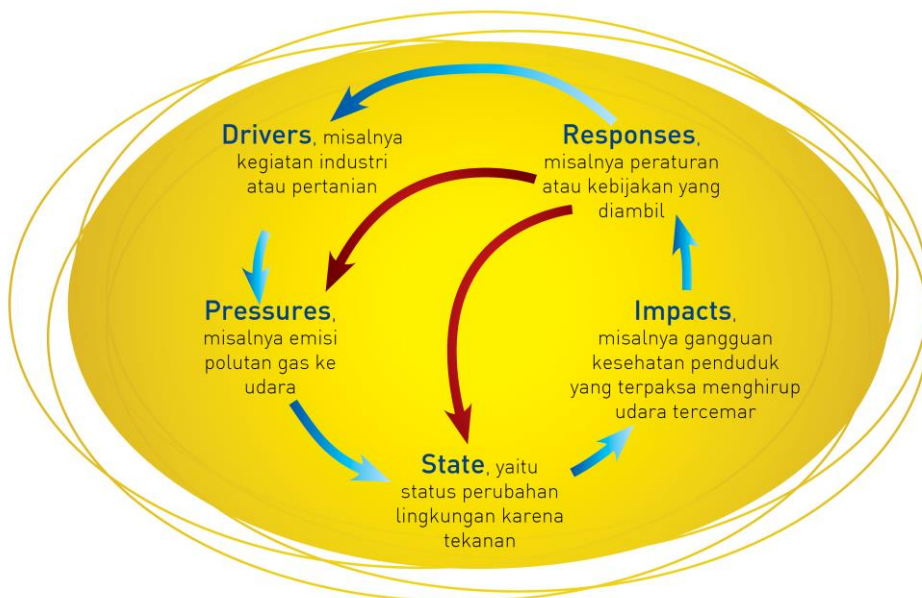 Drivers, misalnya
kegiatan industri
atau pertanian
Responses,
misalnya peraturan
atau kebijakan yang
diambil
Pressures,
misalnya emisi
polutan gas ke
udara
Impacts,
misalnya gangguan
kesehatan penduduk
yang terpaksa menghirup
udara tercemar
State, yaitu
status perubahan
lingkungan karena
tekanan